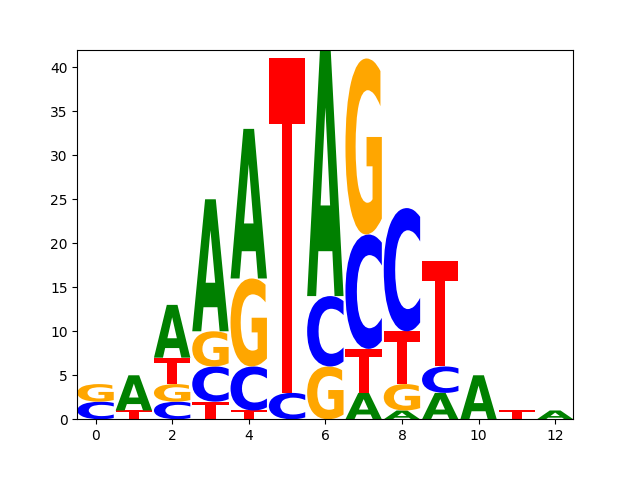 40
35
30
25
20
15
10
5
0
G C
A T
A T G C
A G C T
A G C T
T C
A C G
G C T A
C T G A
T C A
A
T
A
0 2 4 6 8 10 12